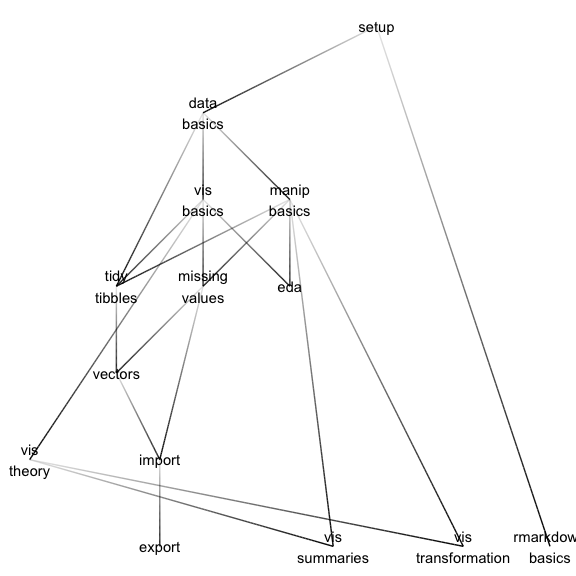 setup
data
basics
vis
basics
manip
basics
tidy
tibbles
missing
values
eda
vectors
vis
theory
import
export
vis
summaries
vis
transformation
rmarkdow
basics